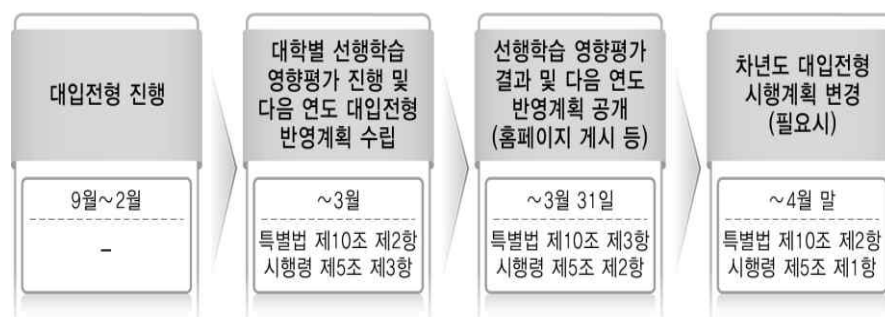 대입전형 진행
9월～2월
–
대학별 선행학습
영향평가 진행 및
다음 연도 대입전형
반영계획 수립
～3월
특별법 제10조 제2항
시행령 제5조 제3항
선행학습 영향평가
결과 및 다음 연도
반영계획 공개
(홈페이지 게시 등)
～3월 31일
특별법 제10조 제3항
시행령 제5조 제2항
차년도 대입전형
시행계획 변경
(필요시)
～4월 말
특별법 제10조 제2항
시행령 제5조 제1항